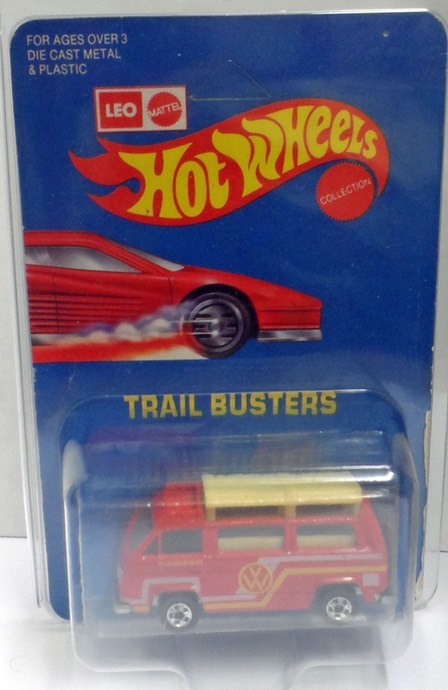 FOR AGES OVER 3
DIE CAST METAL
& PLASTIC
LEO
MATTEL
HOT WHEELS
COLLECTION
TRAIL BUSTERS
CAMPER
VW